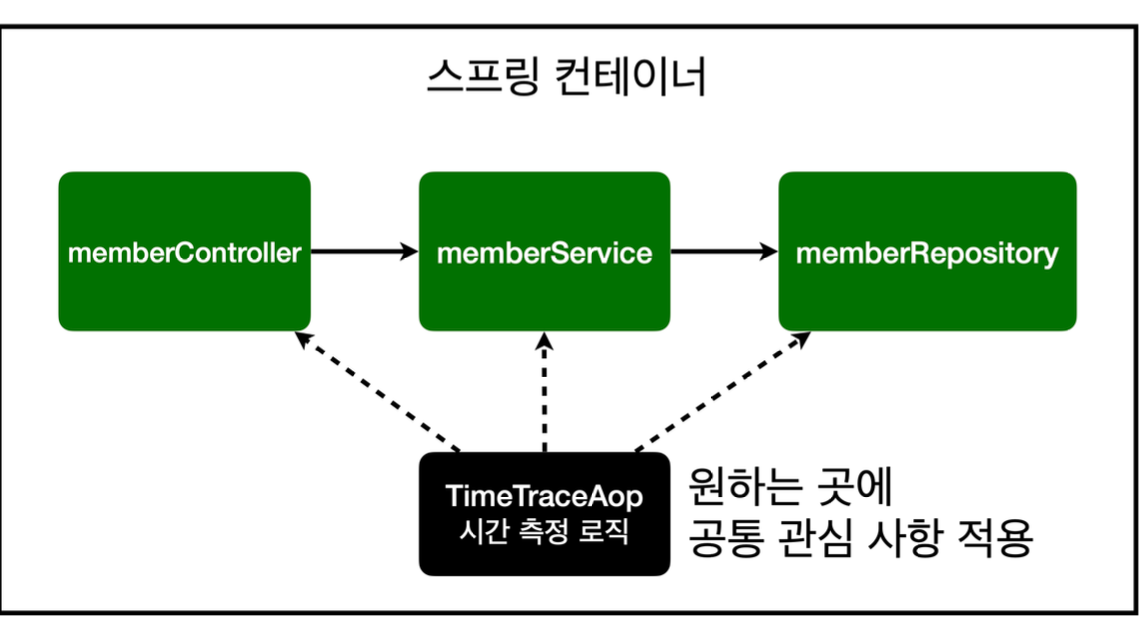 스프링 컨테이너
memberController
memberService
memberRepository
TimeTraceAop
시간 측정 로직
원하는 곳에
공통 관심 사항 적용